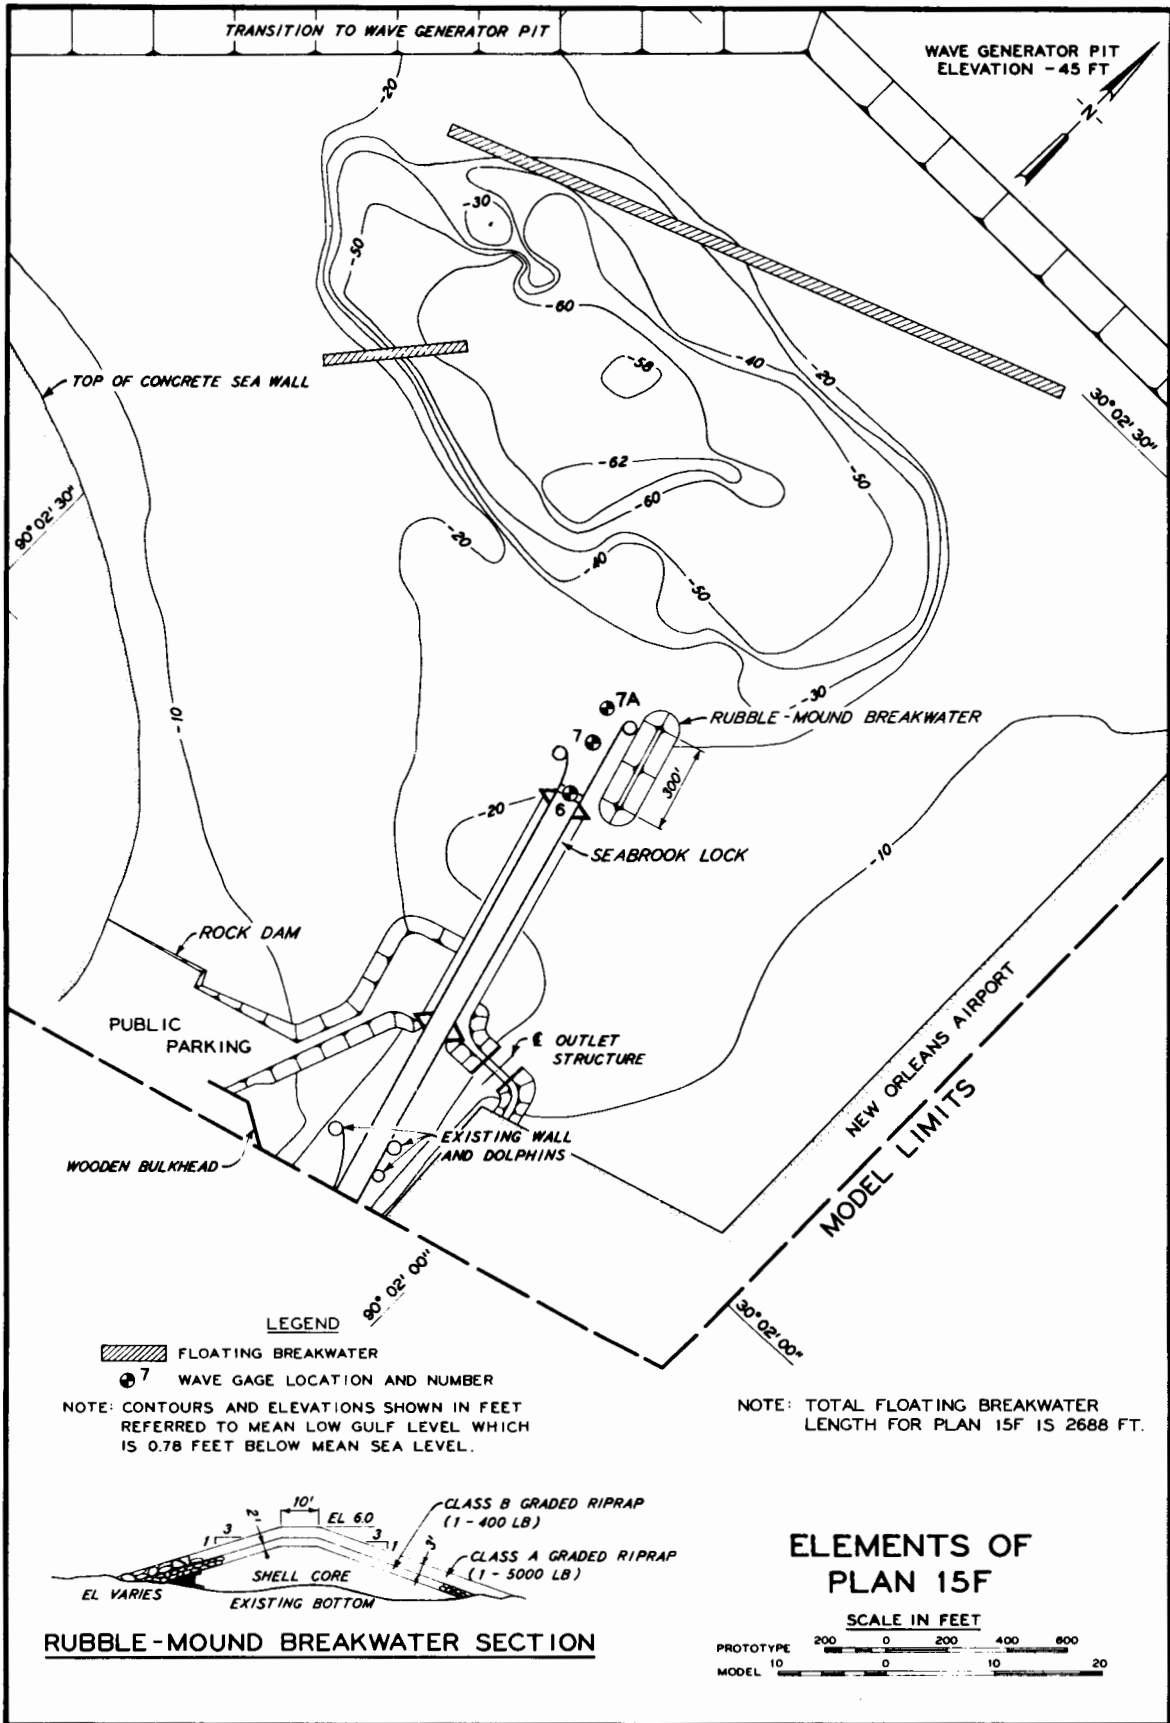 TRANSITION TO WAVE GENERATOR PIT
WAVE GENERATOR PIT
ELEVATION -45 FT
N
-20
-30
-50
-60
-58
-40
-20
TOP OF CONCRETE SEA WALL
30° 02' 30"
-62
-60
-50
90° 02' 30"
-20
-40
-50
-10
-30
7A
RUBBLE-MOUND BREAKWATER
7
300'
6
-20
SEABROOK LOCK
-10
ROCK DAM
PUBLIC
PARKING
℄ OUTLET
STRUCTURE
NEW ORLEANS AIRPORT
MODEL LIMITS
EXISTING WALL
AND DOLPHINS
WOODEN BULKHEAD
90° 02' 00"
30° 02' 00"
LEGEND
FLOATING BREAKWATER
7 WAVE GAGE LOCATION AND NUMBER
NOTE: CONTOURS AND ELEVATIONS SHOWN IN FEET
REFERRED TO MEAN LOW GULF LEVEL WHICH
IS 0.78 FEET BELOW MEAN SEA LEVEL.
NOTE: TOTAL FLOATING BREAKWATER
LENGTH FOR PLAN 15F IS 2688 FT.
10'
EL 6.0
2'
3
1
3
1
3'
CLASS B GRADED RIPRAP
(1 - 400 LB)
CLASS A GRADED RIPRAP
(1 - 5000 LB)
SHELL CORE
EL VARIES
EXISTING BOTTOM
RUBBLE-MOUND BREAKWATER SECTION
ELEMENTS OF
PLAN 15F
SCALE IN FEET
PROTOTYPE 200 0 200 400 600
MODEL 10 0 10 20